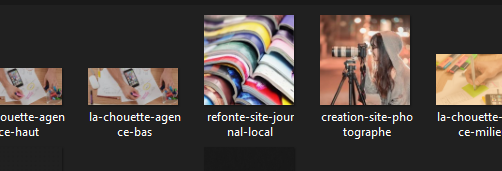 ouette-agen
ce-haut
la-chouette-agen
ce-bas
refonte-site-jour
nal-local
creation-site-pho
tographe
la-chouette-
ce-milie